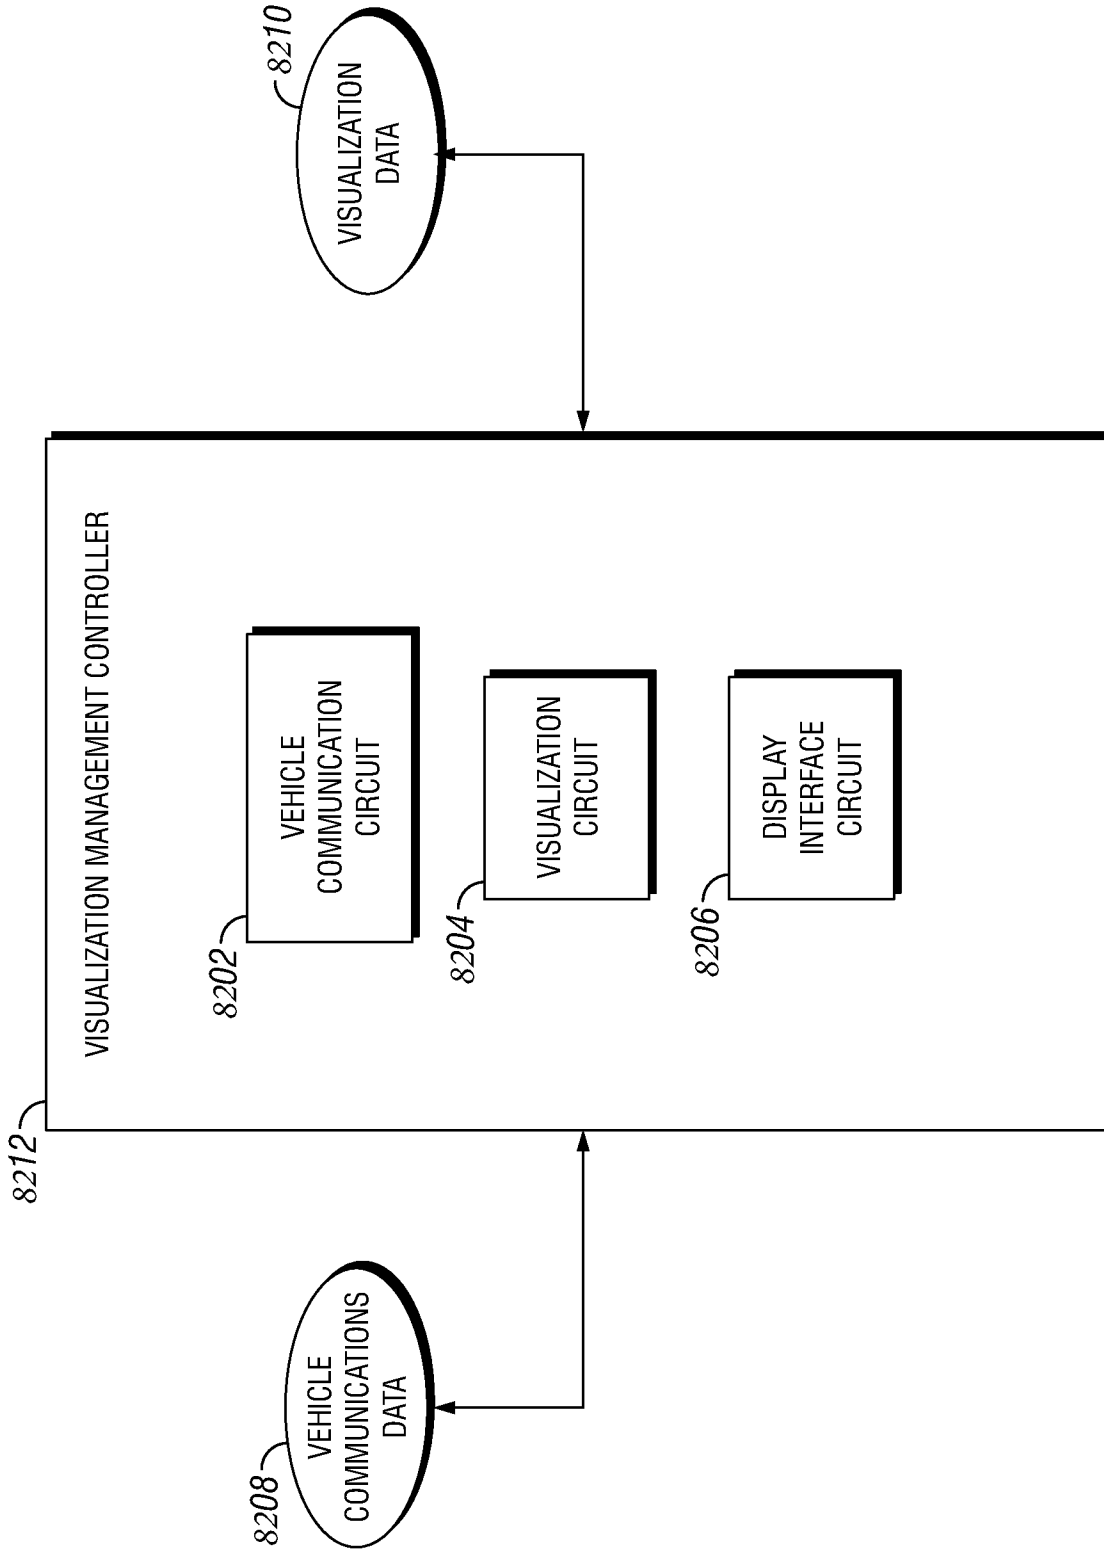 8212
VISUALIZATION MANAGEMENT CONTROLLER
8208
VEHICLE
COMMUNICATIONS
DATA
8202
VEHICLE
COMMUNICATION
CIRCUIT
8204
VISUALIZATION
CIRCUIT
8206
DISPLAY
INTERFACE
CIRCUIT
8210
VISUALIZATION
DATA